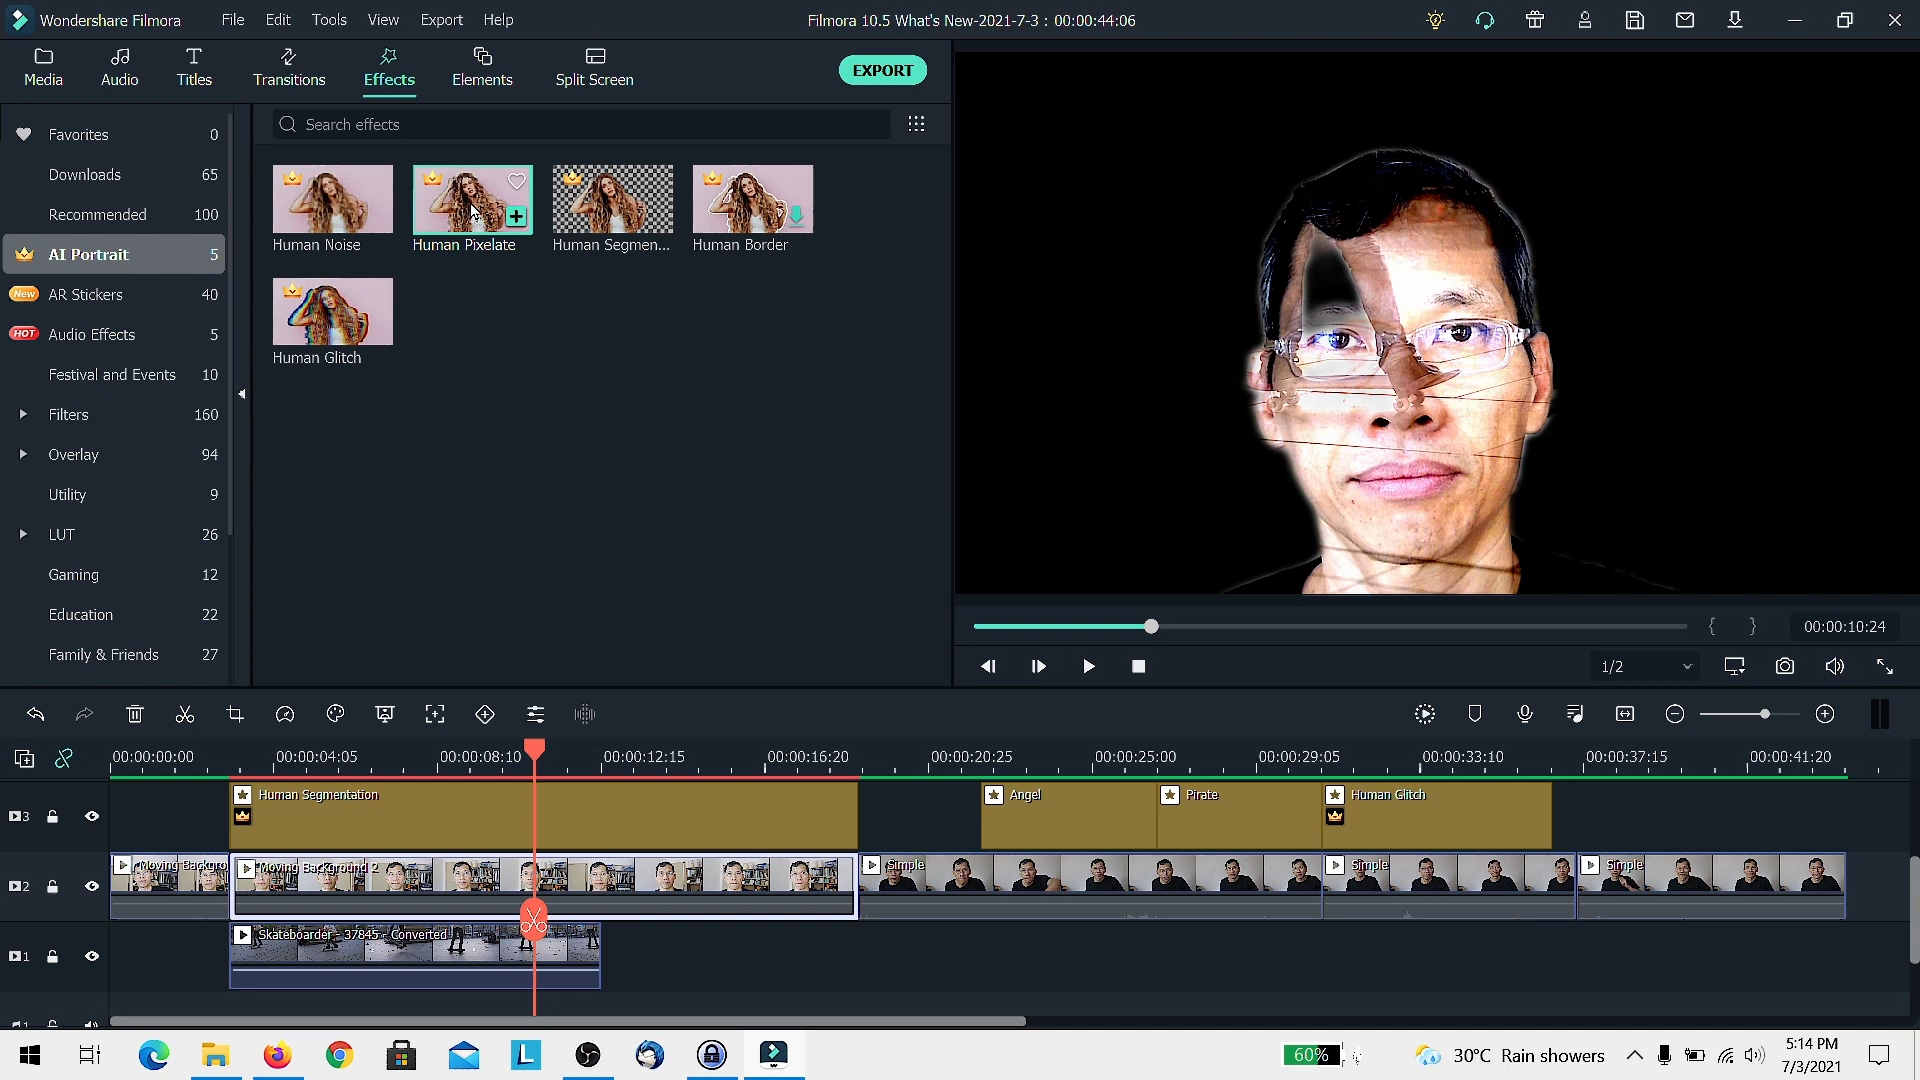 Wondershare Filmora File Edit Tools View Export Help Filmora 10.5 What's New-2021-7-3 : 00:00:44:06
Media Audio Titles Transitions Effects Elements Split Screen EXPORT
Favorites 0
Downloads 65
Recommended 100
AI Portrait 5
New AR Stickers 40
HOT Audio Effects 5
Festival and Events 10
Filters 160
Overlay 94
Utility 9
LUT 26
Gaming 12
Education 22
Family & Friends 27
Search effects
Human Noise Human Pixelate Human Segmen... Human Border
Human Glitch
{ } 00:00:10:24
1/2
00:00:00:00 00:00:04:05 00:00:08:10 00:00:12:15 00:00:16:20 00:00:20:25 00:00:25:00 00:00:29:05 00:00:33:10 00:00:37:15 00:00:41:20
3 Human Segmentation Angel Pirate Human Glitch
2 Moving Backgro Moving Background 2 Simple Simple Simple
1 Skateboarder - 37845 - Converted
1
L 60% 30°C Rain showers 5:14 PM
7/3/2021